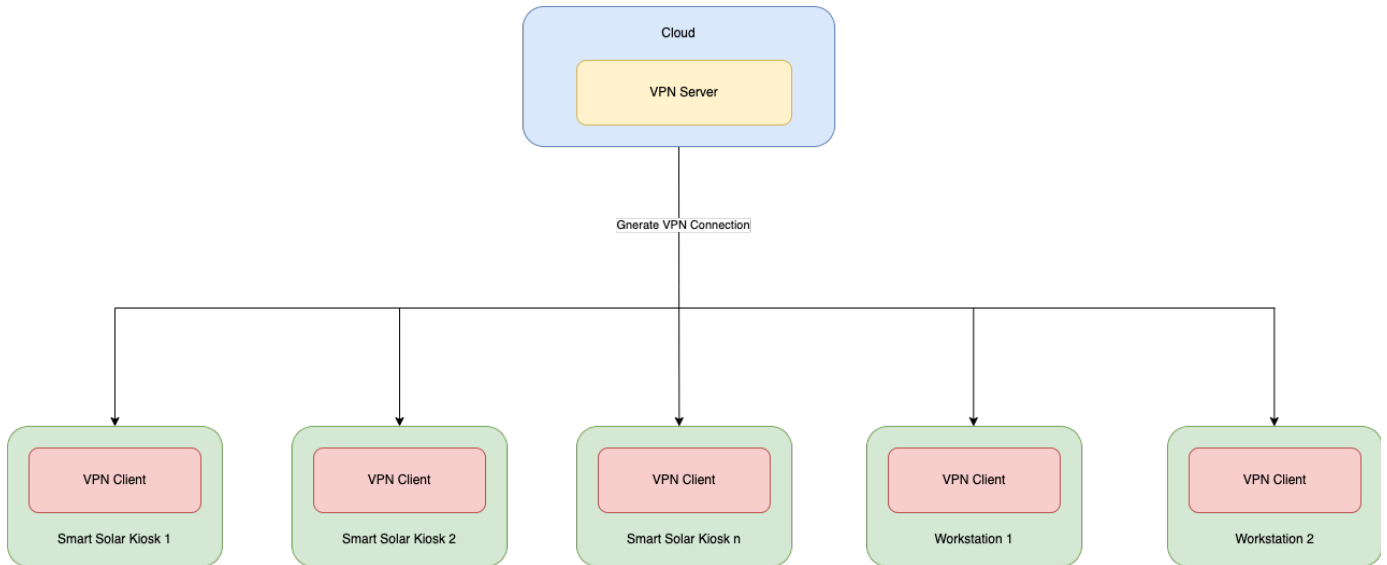 Cloud
VPN Server
Gnerate VPN Connection
VPN Client
VPN Client
VPN Client
VPN Client
VPN Client
Smart Solar Kiosk 1
Smart Solar Kiosk 2
Smart Solar Kiosk n
Workstation 1
Workstation 2